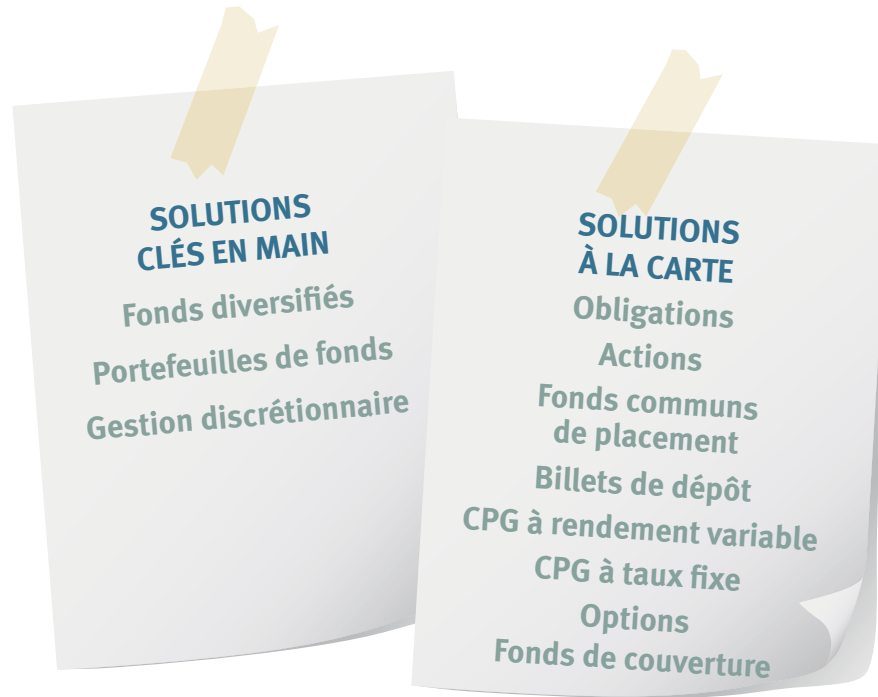 SOLUTIONS
CLÉS EN MAIN
Fonds diversifiés
Portefeuilles de fonds
Gestion discrétionnaire
SOLUTIONS
À LA CARTE
Obligations
Actions
Fonds communs
de placement
Billets de dépôt
CPG à rendement variable
CPG à taux fixe
Options
Fonds de couverture